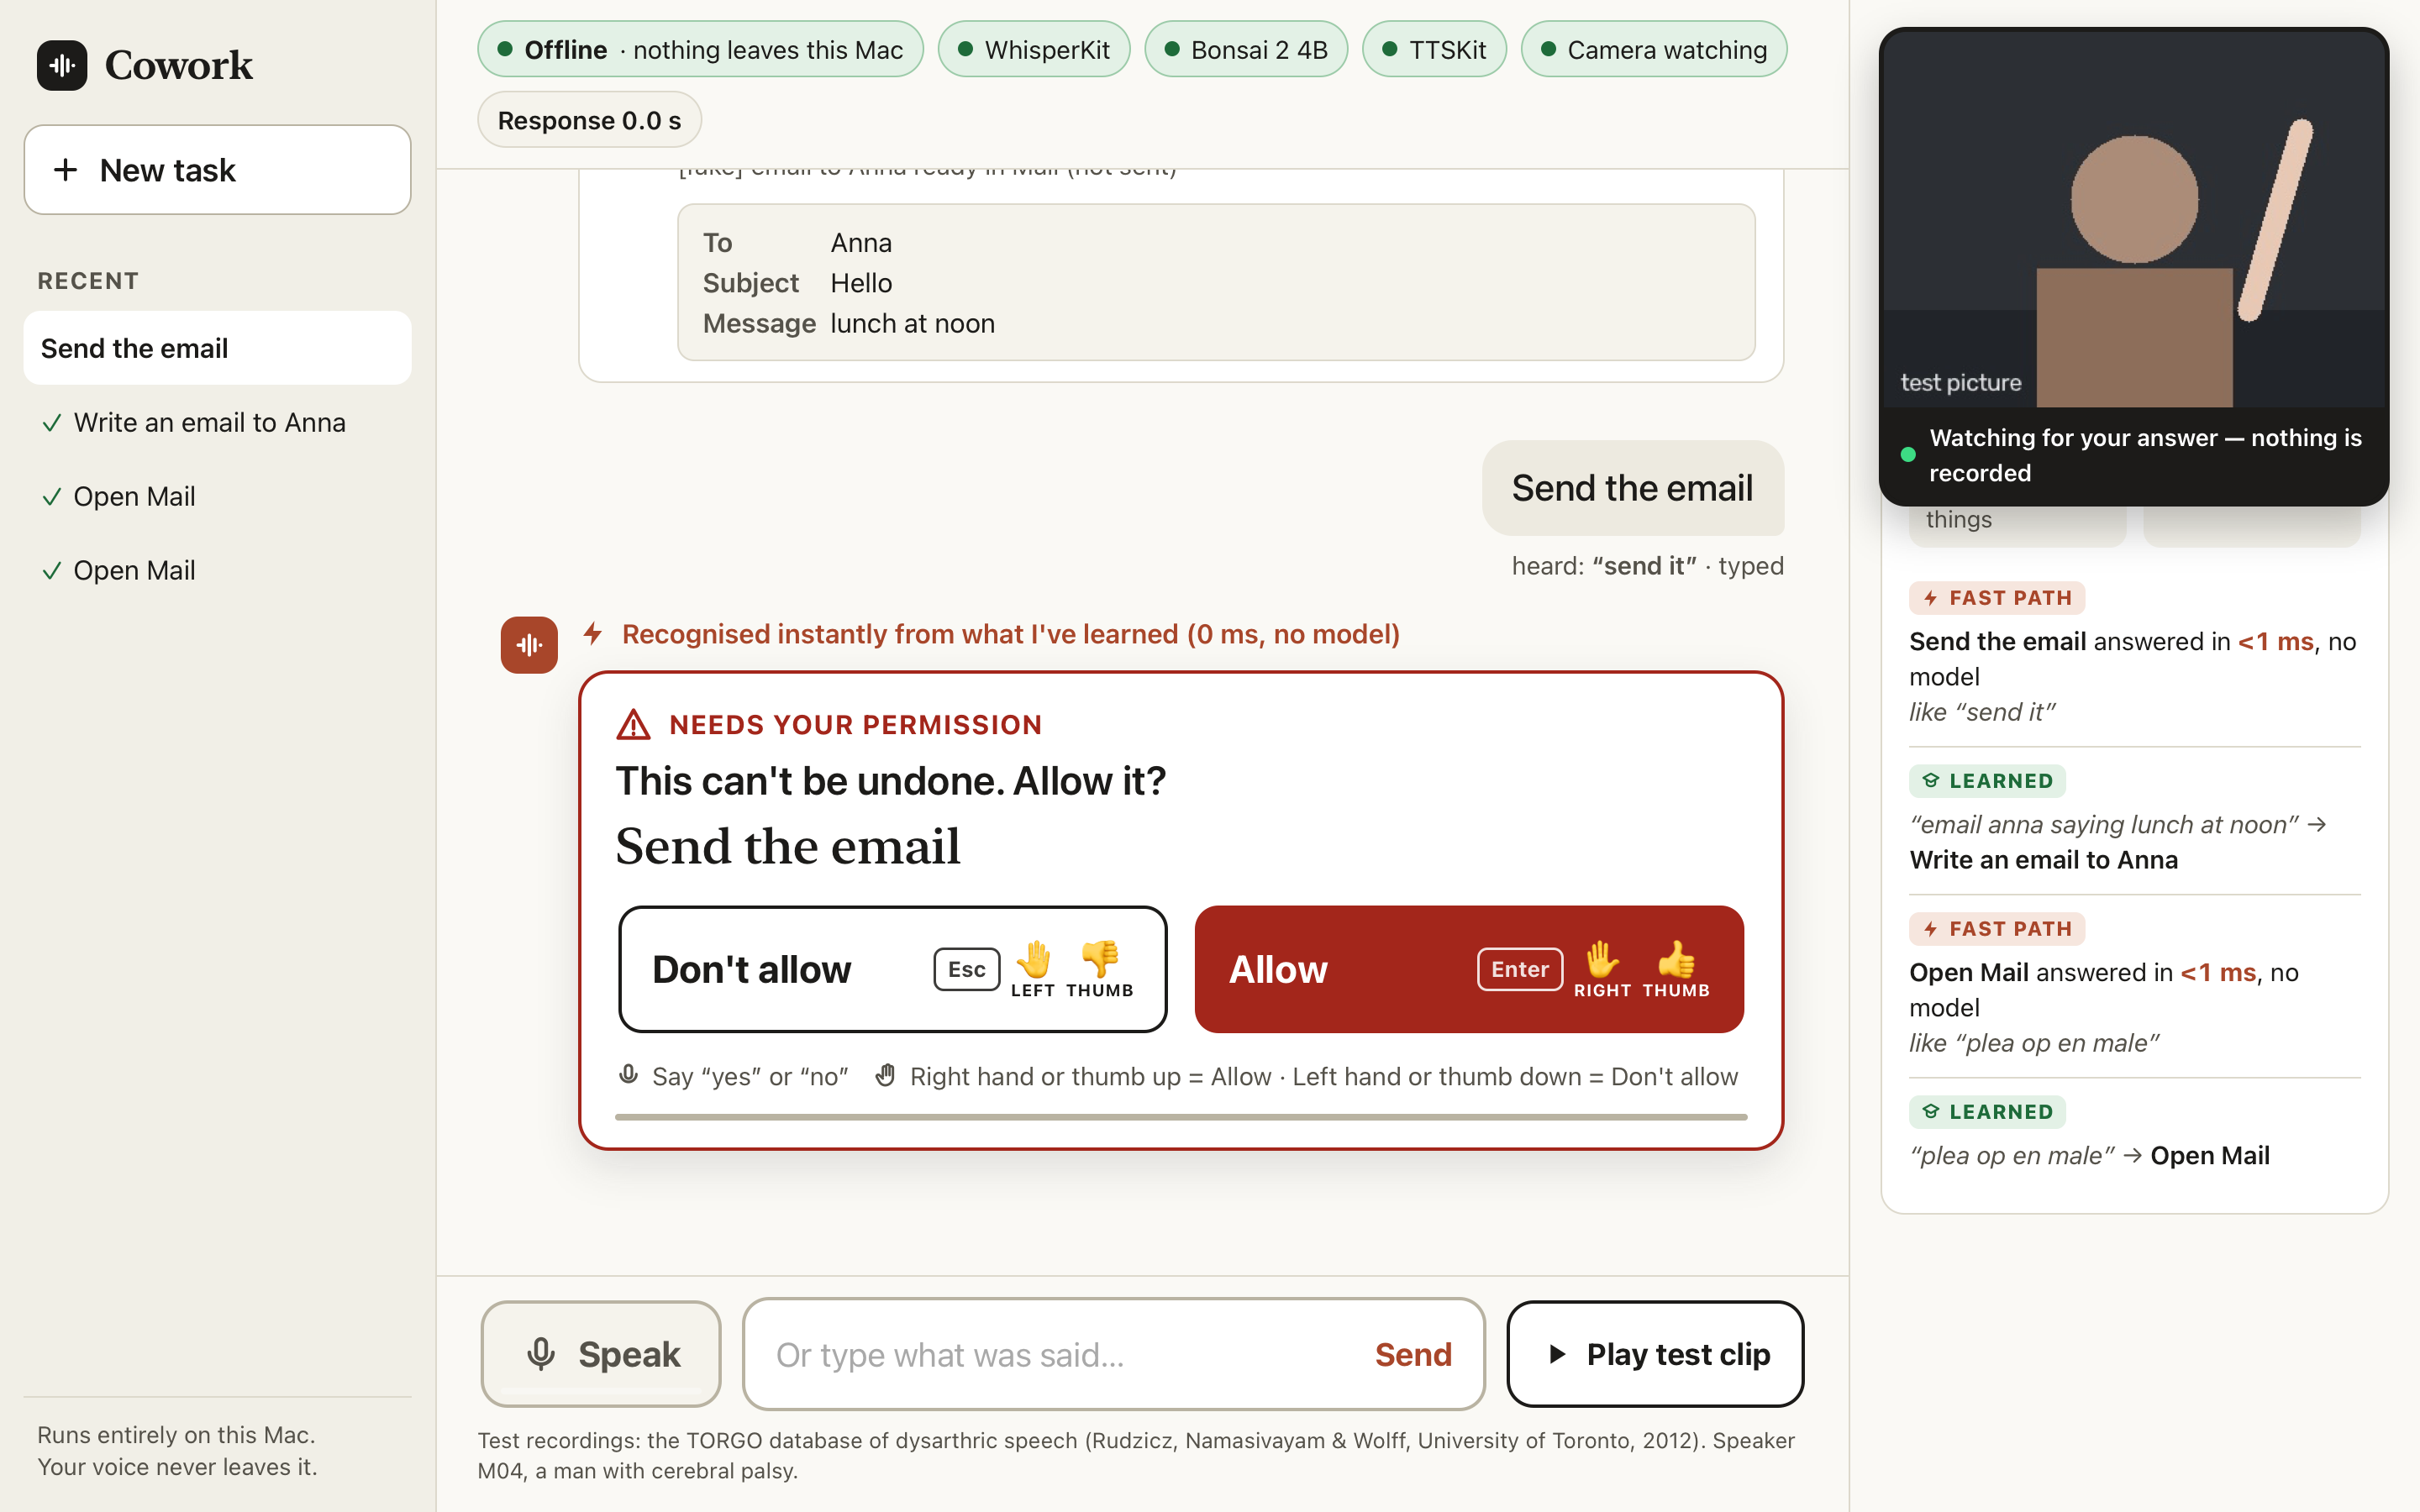 Cowork
New task
RECENT
Send the email
Write an email to Anna
Open Mail
Open Mail
Runs entirely on this Mac.
Your voice never leaves it.
Offline · nothing leaves this Mac
WhisperKit
Bonsai 2 4B
TTSKit
Camera watching
Response 0.0 s
[fake] email to Anna ready in Mail (not sent)
To Anna
Subject Hello
Message lunch at noon
Send the email
heard: “send it” · typed
Recognised instantly from what I've learned (0 ms, no model)
NEEDS YOUR PERMISSION
This can't be undone. Allow it?
Send the email
Don't allow Esc LEFT THUMB
Allow Enter RIGHT THUMB
Say “yes” or “no” Right hand or thumb up = Allow · Left hand or thumb down = Don't allow
Speak
Or type what was said...
Send
Play test clip
Test recordings: the TORGO database of dysarthric speech (Rudzicz, Namasivayam & Wolff, University of Toronto, 2012). Speaker
M04, a man with cerebral palsy.
test picture
Watching for your answer — nothing is
recorded
things
FAST PATH
Send the email answered in <1 ms, no
model
like “send it”
LEARNED
“email anna saying lunch at noon” →
Write an email to Anna
FAST PATH
Open Mail answered in <1 ms, no
model
like “plea op en male”
LEARNED
“plea op en male” → Open Mail